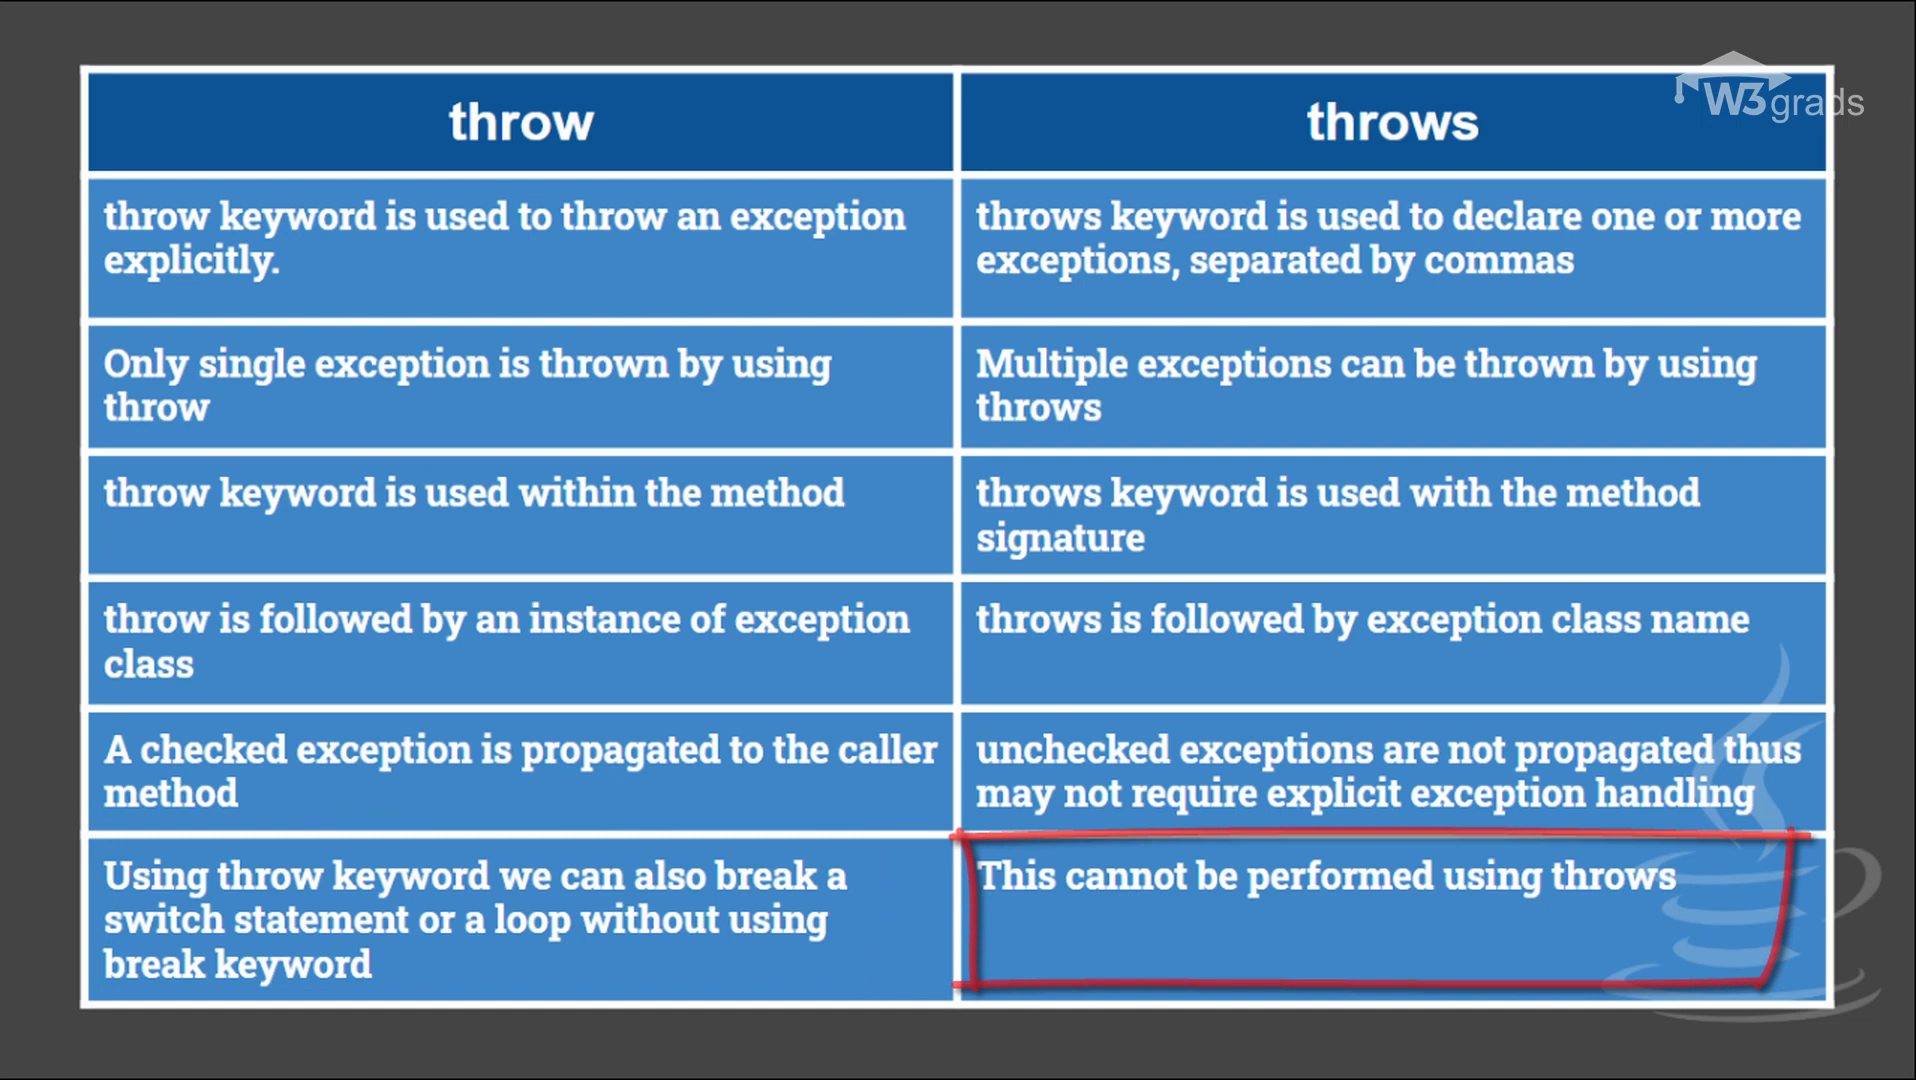 W3grads
throw
throws
throw keyword is used to throw an exception
explicitly.
throws keyword is used to declare one or more
exceptions, separated by commas
Only single exception is thrown by using
throw
Multiple exceptions can be thrown by using
throws
throw keyword is used within the method
throws keyword is used with the method
signature
throw is followed by an instance of exception
class
throws is followed by exception class name
A checked exception is propagated to the caller
method
unchecked exceptions are not propagated thus
may not require explicit exception handling
Using throw keyword we can also break a
switch statement or a loop without using
break keyword
This cannot be performed using throws